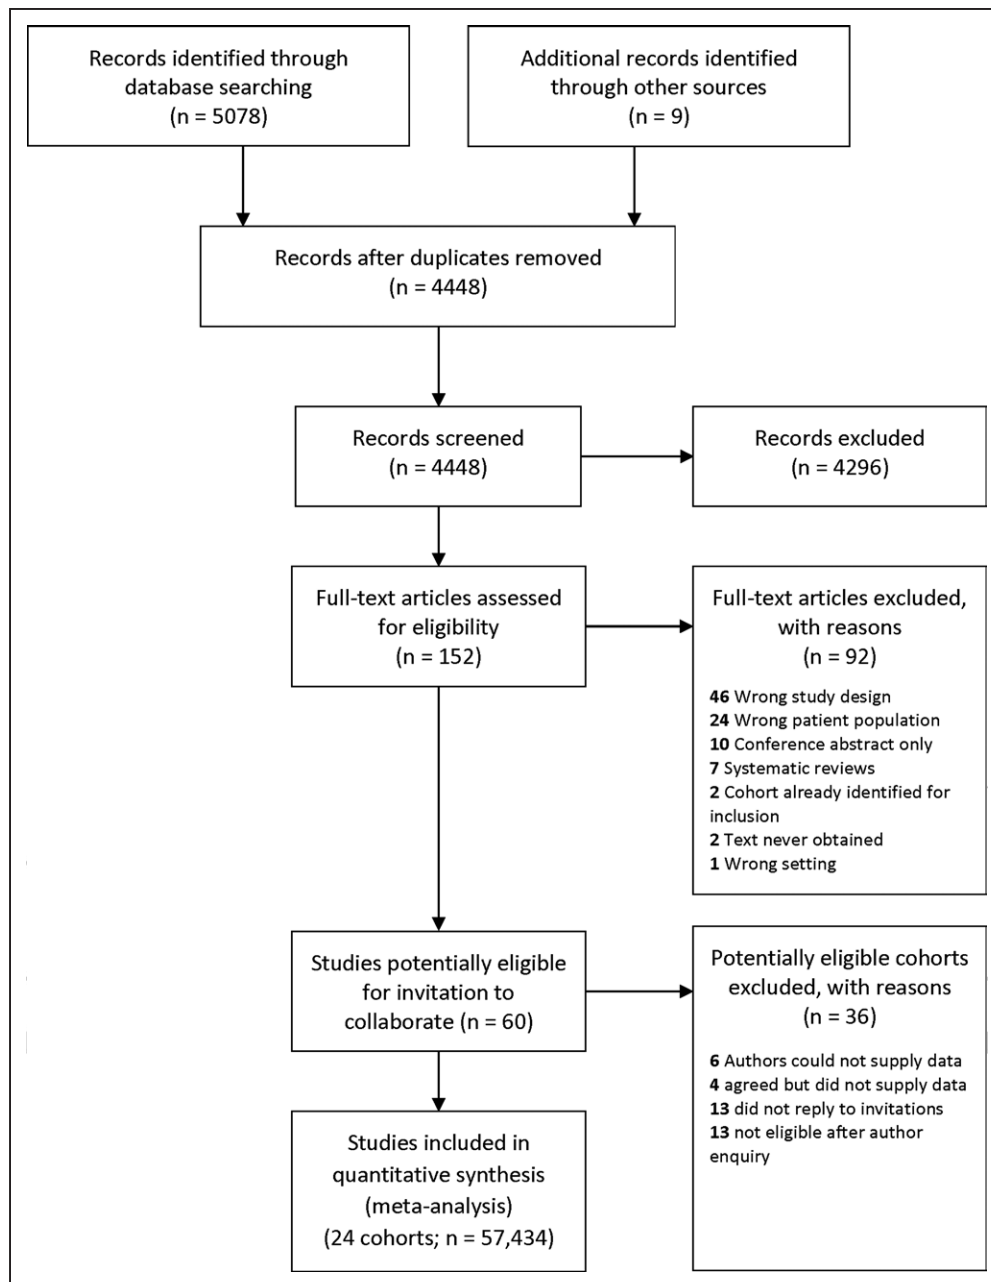 Records identified through
database searching
(n = 5078)
Additional records identified
through other sources
(n = 9)
Records after duplicates removed
(n = 4448)
Records screened
(n = 4448)
Records excluded
(n = 4296)
Full-text articles assessed
for eligibility
(n = 152)
Full-text articles excluded,
with reasons
(n = 92)
46 Wrong study design
24 Wrong patient population
10 Conference abstract only
7 Systematic reviews
2 Cohort already identified for
inclusion
2 Text never obtained
1 Wrong setting
Studies potentially eligible
for invitation to
collaborate (n = 60)
Potentially eligible cohorts
excluded, with reasons
(n = 36)
6 Authors could not supply data
4 agreed but did not supply data
13 did not reply to invitations
13 not eligible after author
enquiry
Studies included in
quantitative synthesis
(meta-analysis)
(24 cohorts; n = 57,434)